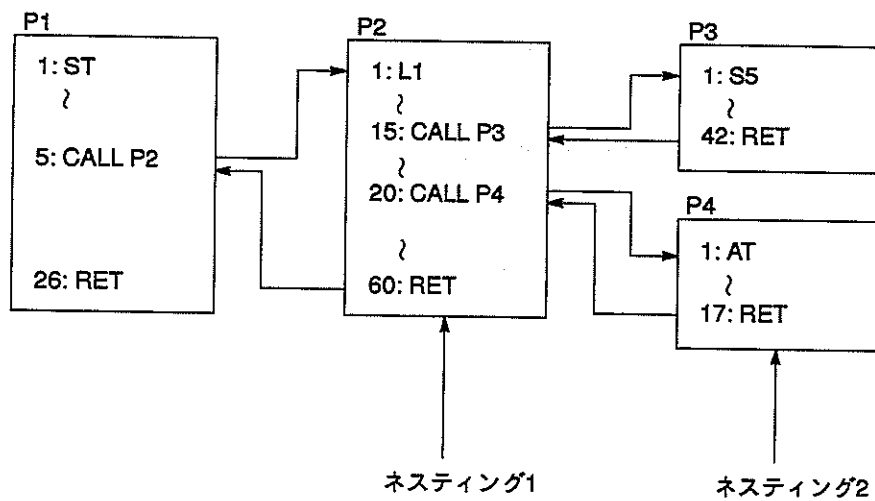 P1
1: ST
~
5: CALL P2
26: RET
P2
1: L1
~
15: CALL P3
~
20: CALL P4
~
60: RET
P3
1: S5
~
42: RET
P4
1: AT
~
17: RET
ネスティング1
ネスティング2